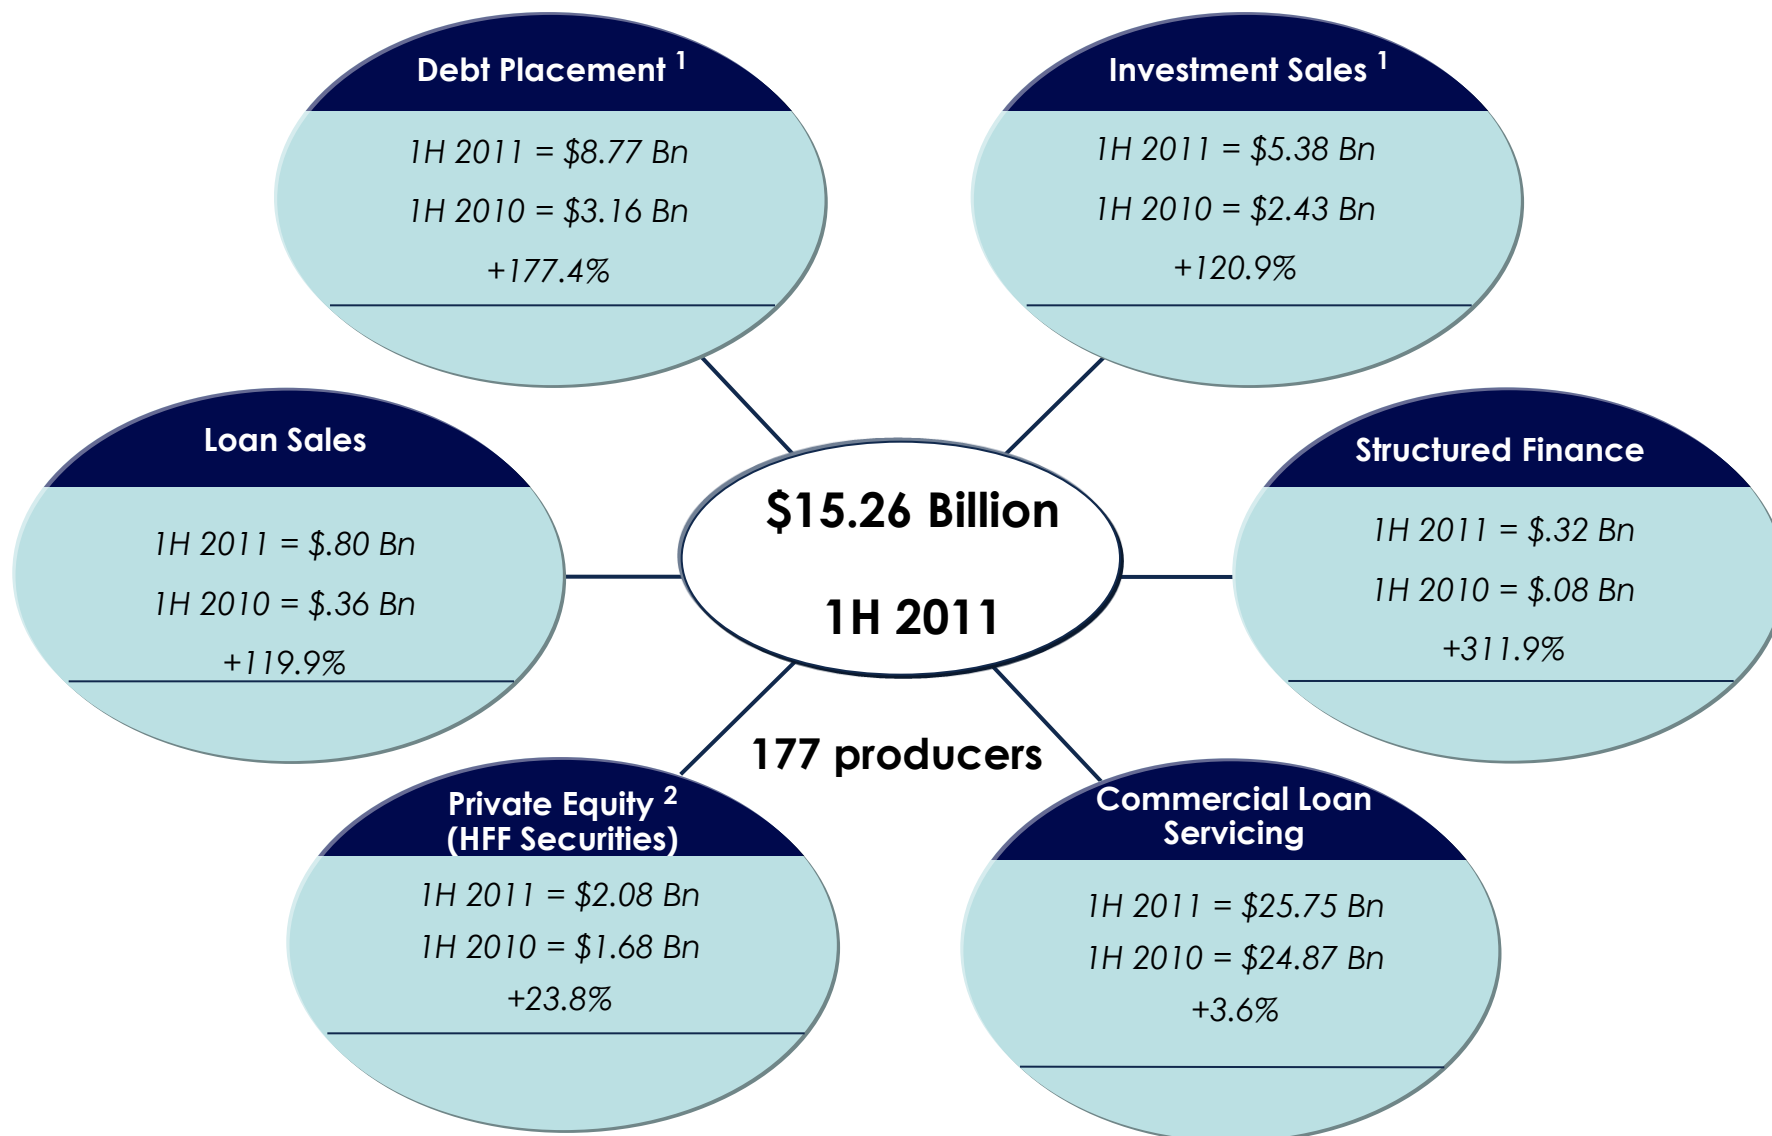 Debt Placement 1
1H 2011 = $8.77 Bn
1H 2010 = $3.16 Bn
+177.4%
Investment Sales 1
1H 2011 = $5.38 Bn
1H 2010 = $2.43 Bn
+120.9%
Loan Sales
1H 2011 = $.80 Bn
1H 2010 = $.36 Bn
+119.9%
$15.26 Billion
1H 2011
Structured Finance
1H 2011 = $.32 Bn
1H 2010 = $.08 Bn
+311.9%
177 producers
Private Equity 2
(HFF Securities)
1H 2011 = $2.08 Bn
1H 2010 = $1.68 Bn
+23.8%
Commercial Loan
Servicing
1H 2011 = $25.75 Bn
1H 2010 = $24.87 Bn
+3.6%